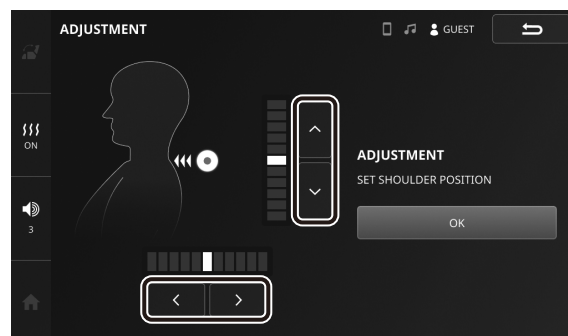 ADJUSTMENT
GUEST
ON
3
ADJUSTMENT
SET SHOULDER POSITION
OK